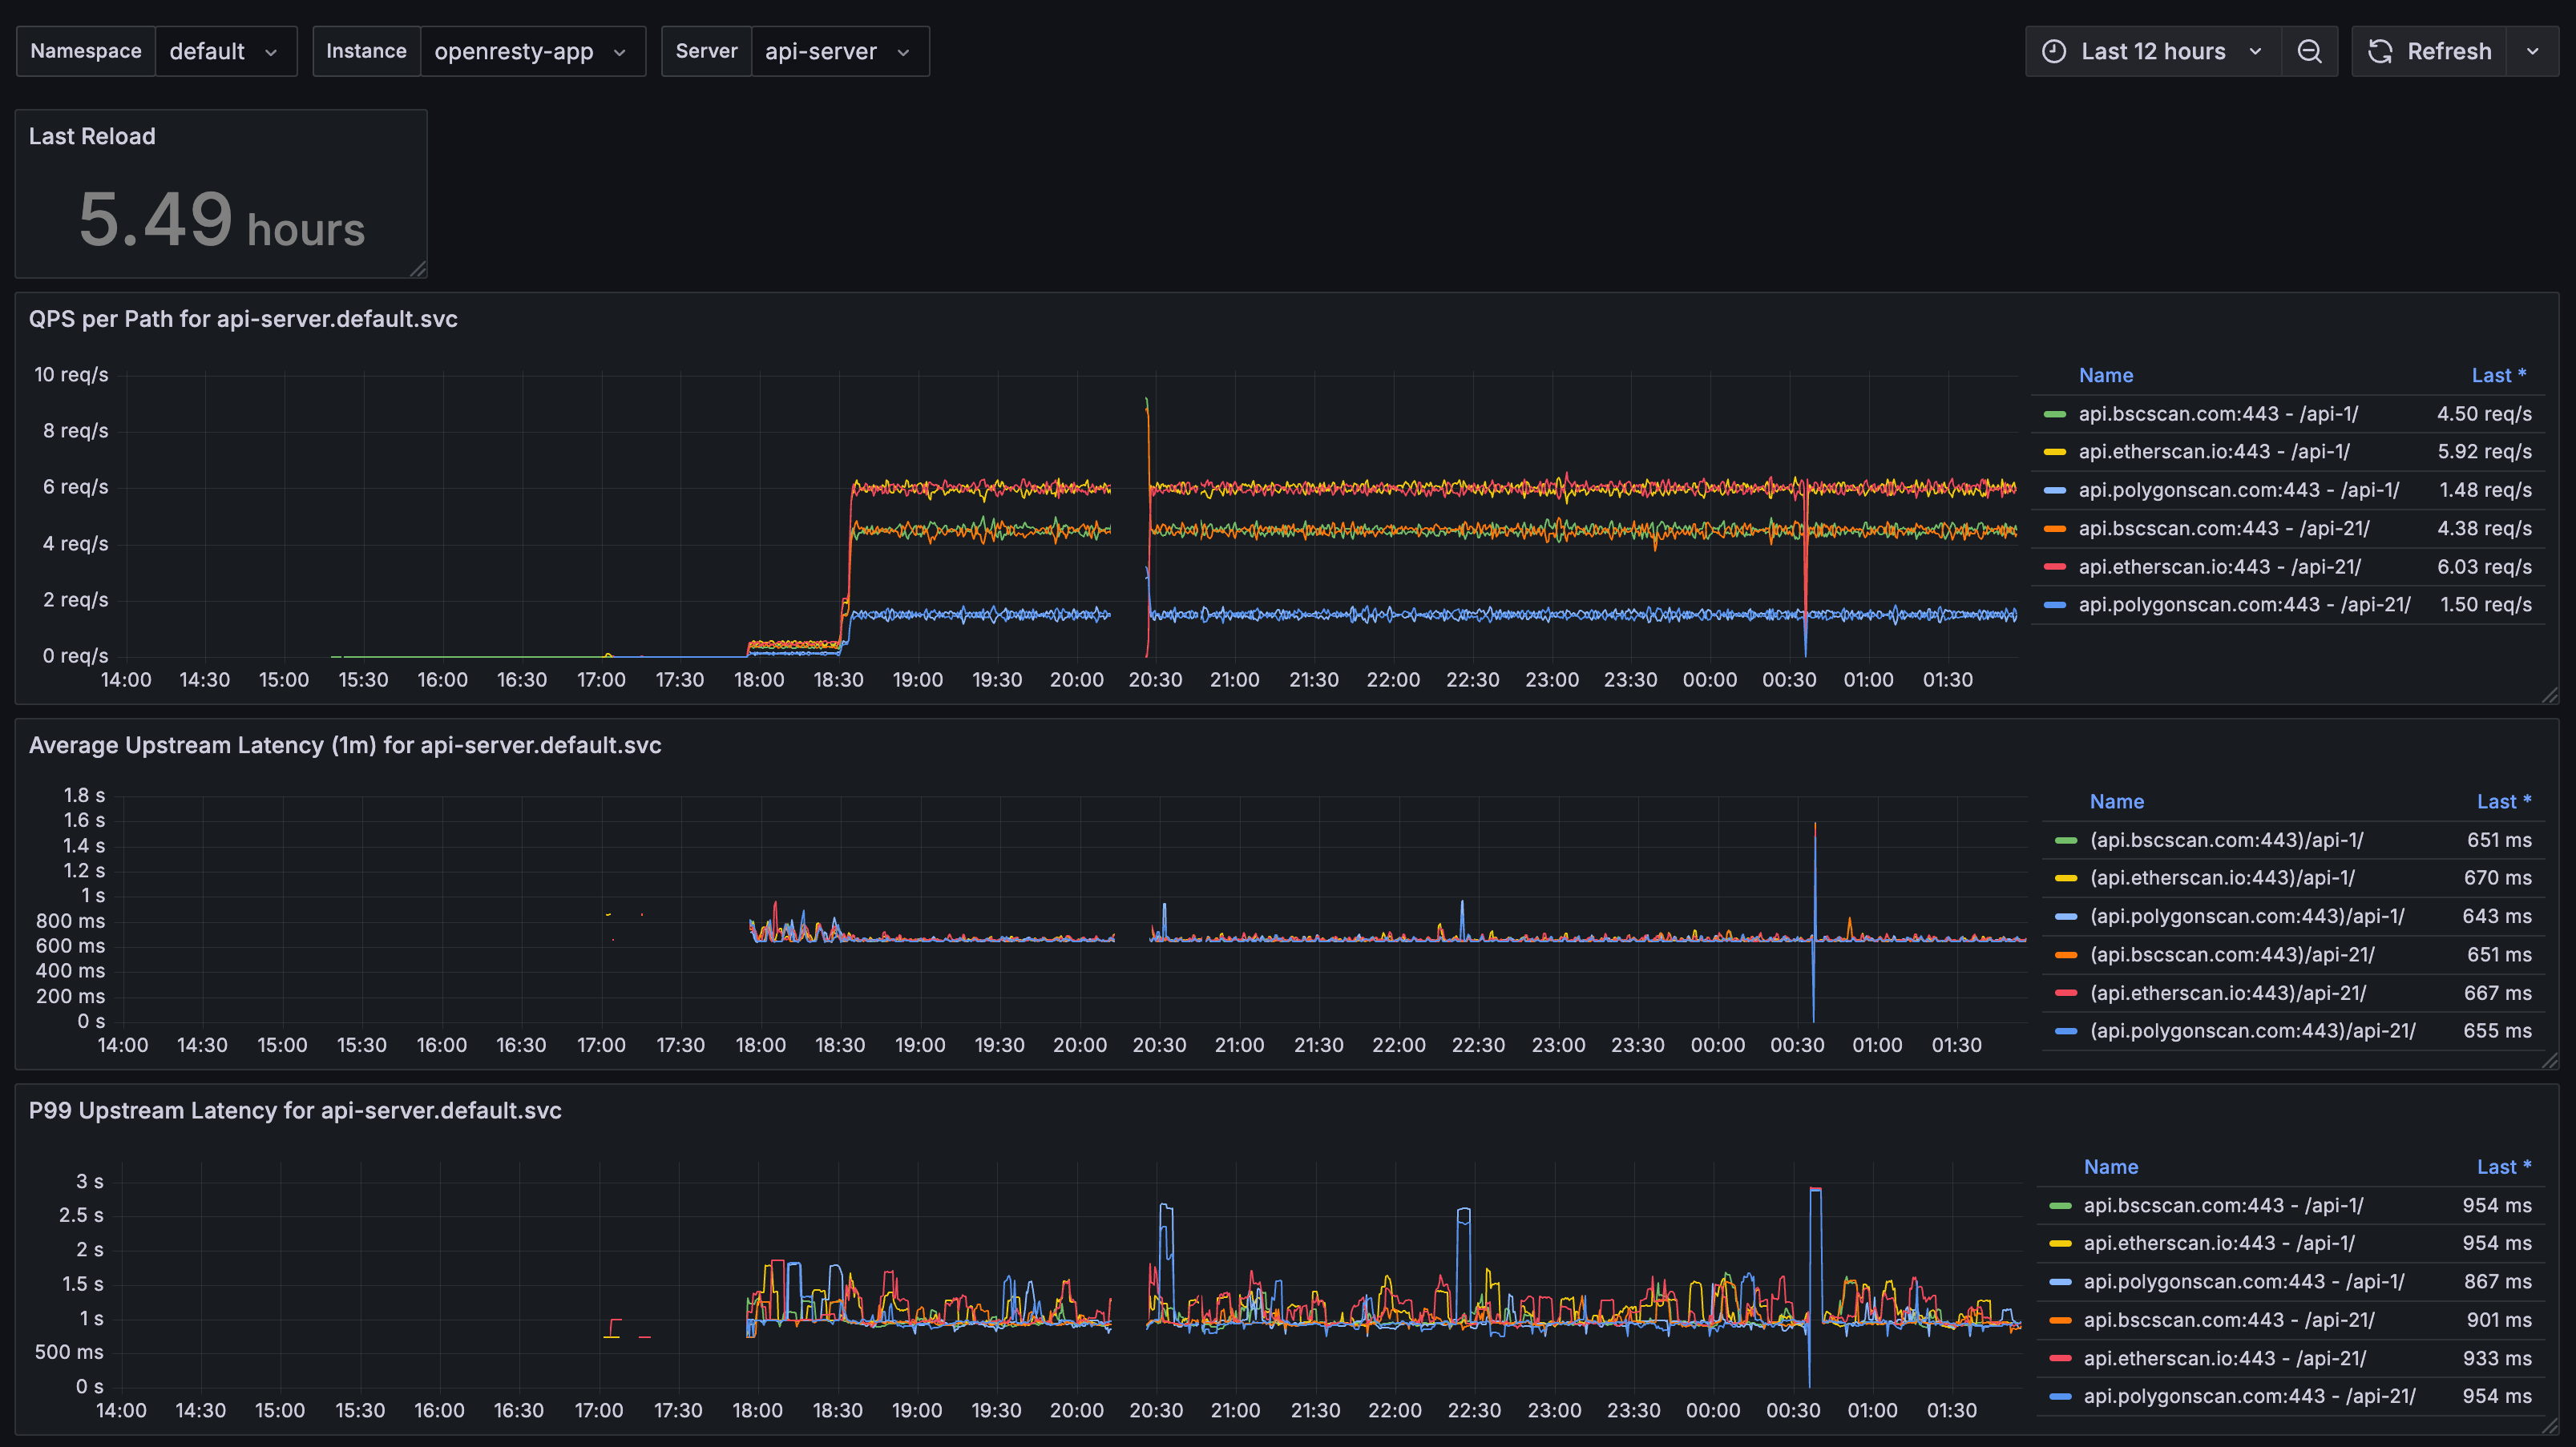 Namespace default Instance openresty-app Server api-server Last 12 hours Refresh
Last Reload
5.49 hours
QPS per Path for api-server.default.svc
10 req/s
8 req/s
6 req/s
4 req/s
2 req/s
0 req/s
14:00 14:30 15:00 15:30 16:00 16:30 17:00 17:30 18:00 18:30 19:00 19:30 20:00 20:30 21:00 21:30 22:00 22:30 23:00 23:30 00:00 00:30 01:00 01:30
Name Last *
api.bscscan.com:443 - /api-1/ 4.50 req/s
api.etherscan.io:443 - /api-1/ 5.92 req/s
api.polygonscan.com:443 - /api-1/ 1.48 req/s
api.bscscan.com:443 - /api-21/ 4.38 req/s
api.etherscan.io:443 - /api-21/ 6.03 req/s
api.polygonscan.com:443 - /api-21/ 1.50 req/s
Average Upstream Latency (1m) for api-server.default.svc
1.8 s
1.6 s
1.4 s
1.2 s
1 s
800 ms
600 ms
400 ms
200 ms
0 s
14:00 14:30 15:00 15:30 16:00 16:30 17:00 17:30 18:00 18:30 19:00 19:30 20:00 20:30 21:00 21:30 22:00 22:30 23:00 23:30 00:00 00:30 01:00 01:30
Name Last *
(api.bscscan.com:443)/api-1/ 651 ms
(api.etherscan.io:443)/api-1/ 670 ms
(api.polygonscan.com:443)/api-1/ 643 ms
(api.bscscan.com:443)/api-21/ 651 ms
(api.etherscan.io:443)/api-21/ 667 ms
(api.polygonscan.com:443)/api-21/ 655 ms
P99 Upstream Latency for api-server.default.svc
3 s
2.5 s
2 s
1.5 s
1 s
500 ms
0 s
14:00 14:30 15:00 15:30 16:00 16:30 17:00 17:30 18:00 18:30 19:00 19:30 20:00 20:30 21:00 21:30 22:00 22:30 23:00 23:30 00:00 00:30 01:00 01:30
Name Last *
api.bscscan.com:443 - /api-1/ 954 ms
api.etherscan.io:443 - /api-1/ 954 ms
api.polygonscan.com:443 - /api-1/ 867 ms
api.bscscan.com:443 - /api-21/ 901 ms
api.etherscan.io:443 - /api-21/ 933 ms
api.polygonscan.com:443 - /api-21/ 954 ms